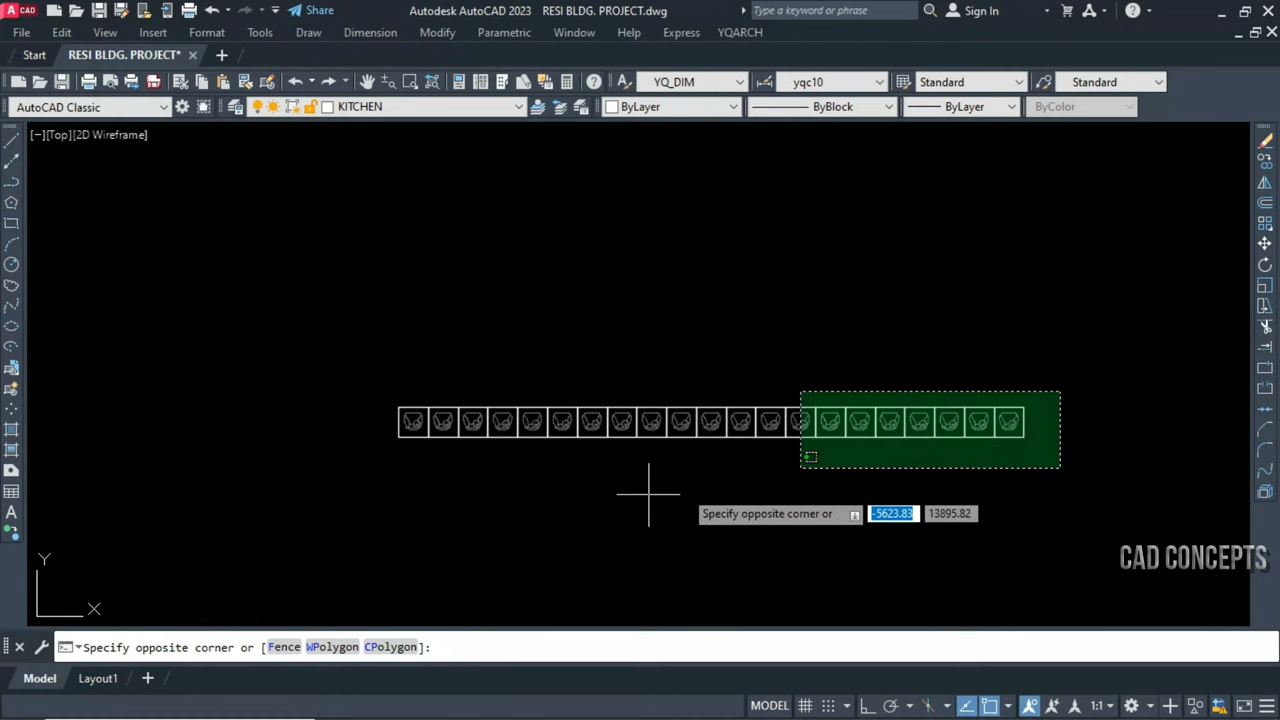 CAD
Share
Autodesk AutoCAD 2023 RESI BLDG. PROJECT.dwg
Type a keyword or phrase
Sign In
File Edit View Insert Format Tools Draw Dimension Modify Parametric Window Help Express YQARCH
Start
RESI BLDG. PROJECT*
YQ_DIM
yqc10
Standard
Standard
AutoCAD Classic
KITCHEN
ByLayer
ByBlock
ByLayer
ByColor
[−][Top][2D Wireframe]
Specify opposite corner or
-5623.83
13895.82
CAD CONCEPTS
Y
X
Specify opposite corner or [Fence WPolygon CPolygon]:
Model
Layout1
MODEL
1:1
A